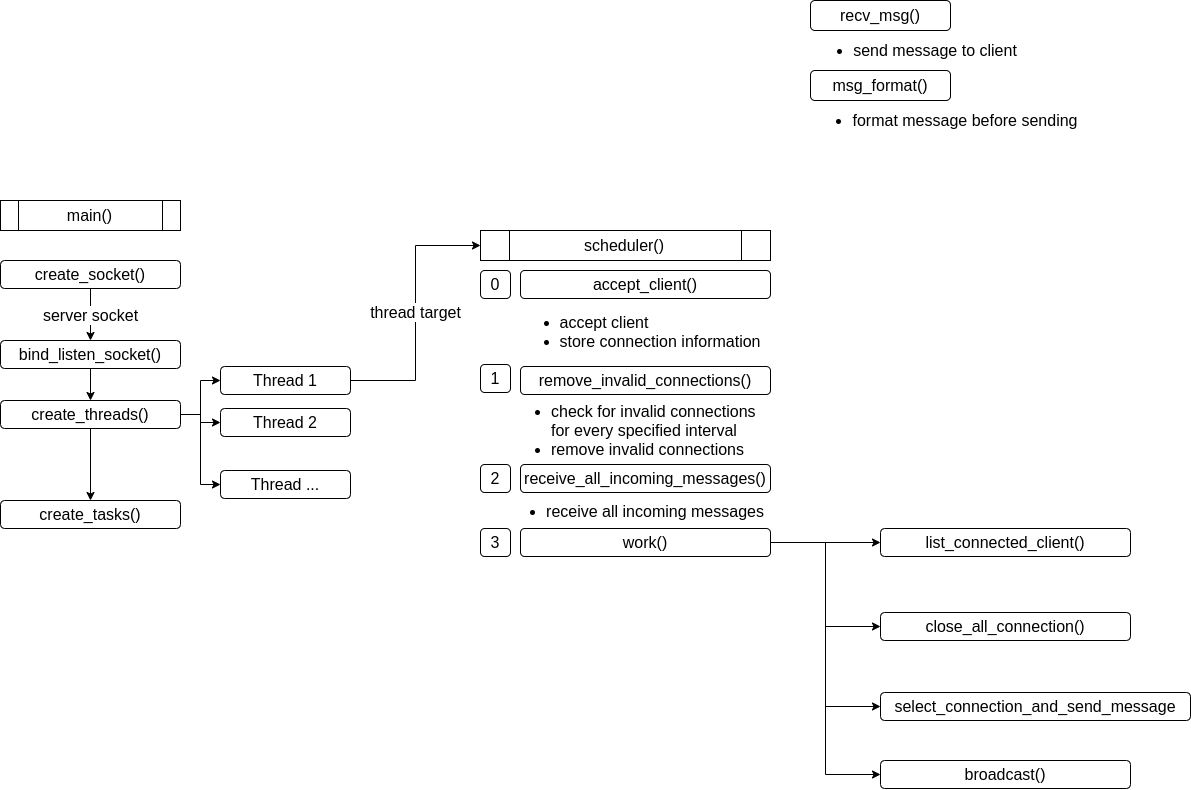 recv_msg()
• send message to client
msg_format()
• format message before sending
main()
create_socket()
server socket
bind_listen_socket()
create_threads()
create_tasks()
Thread 1
Thread 2
Thread ...
thread target
scheduler()
0
accept_client()
• accept client
• store connection information
1
remove_invalid_connections()
• check for invalid connections
for every specified interval
• remove invalid connections
2
receive_all_incoming_messages()
• receive all incoming messages
3
work()
list_connected_client()
close_all_connection()
select_connection_and_send_message
broadcast()